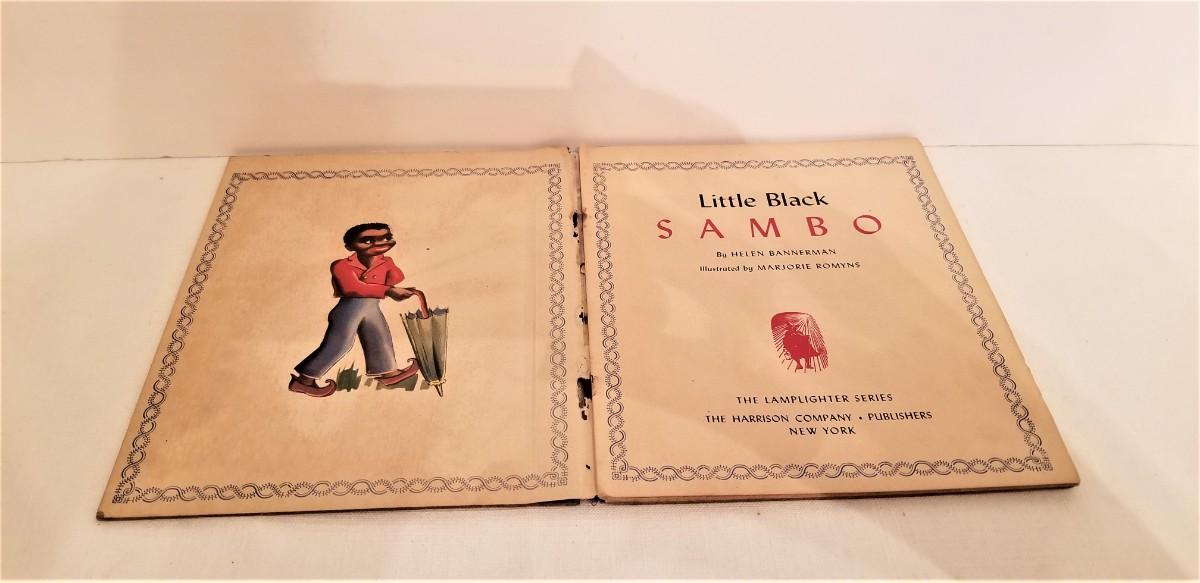 Little Black
SAMBO
By HELEN BANNERMAN
Illustrated by MARJORIE ROMYNS
THE LAMPLIGHTER SERIES
THE HARRISON COMPANY • PUBLISHERS
NEW YORK